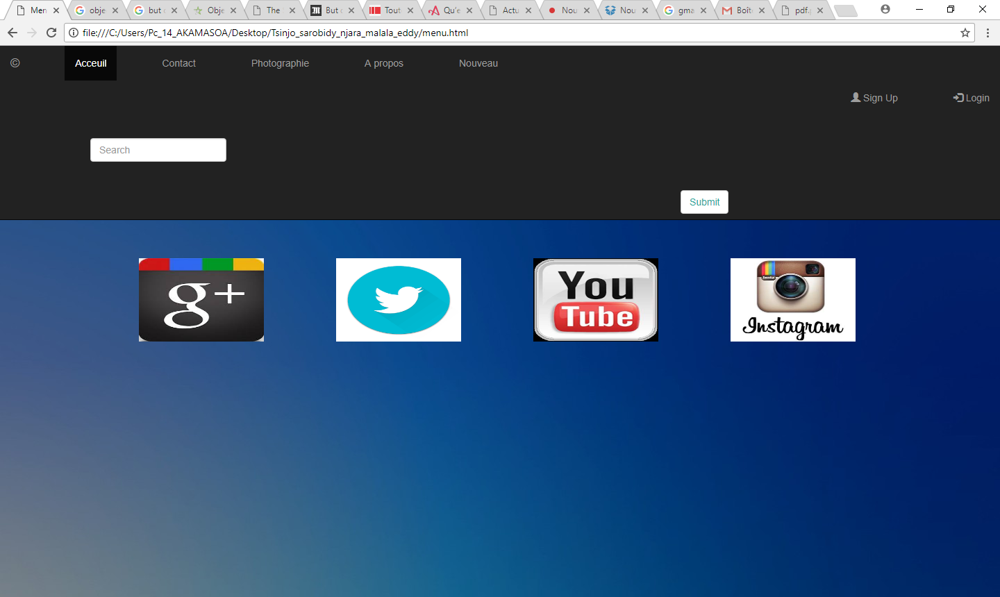 Men obje but Obje The But c Tout Qu'e Actu Nou Nou gma Boît pdf.
file:///C:/Users/Pc_14_AKAMASOA/Desktop/Tsinjo_sarobidy_njara_malala_eddy/menu.html
© Acceuil Contact Photographie A propos Nouveau
Sign Up Login
Search
Submit
g+ You Tube Insta Instagram